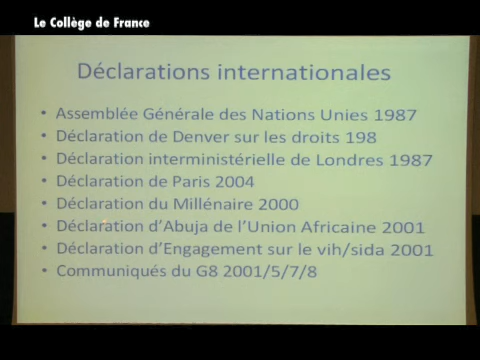 Le Collège de France
Déclarations internationales
• Assemblée Générale des Nations Unies 1987
• Déclaration de Denver sur les droits 198
• Déclaration interministérielle de Londres 1987
• Déclaration de Paris 2004
• Déclaration du Millénaire 2000
• Déclaration d'Abuja de l'Union Africaine 2001
• Déclaration d'Engagement sur le vih/sida 2001
• Communiqués du G8 2001/5/7/8